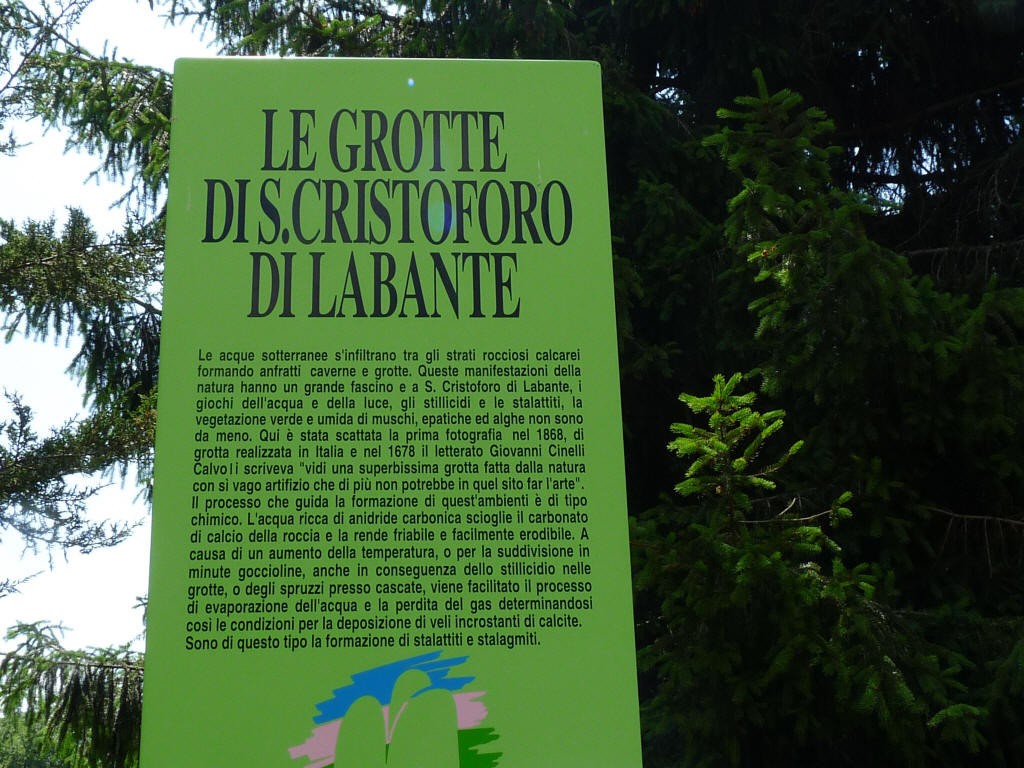 LE GROTTE
DI S.CRISTOFORO
DI LABANTE
Le acque sotterranee s'infiltrano tra gli strati rocciosi calcarei
formando anfratti caverne e grotte. Queste manifestazioni della
natura hanno un grande fascino e a S. Cristoforo di Labante, i
giochi dell'acqua e della luce, gli stillicidi e le stalattiti, la
vegetazione verde e umida di muschi, epatiche ed alghe non sono
da meno. Qui è stata scattata la prima fotografia nel 1868, di
grotta realizzata in Italia e nel 1678 il letterato Giovanni Cinelli
Calvoli scriveva "vidi una superbissima grotta fatta dalla natura
con sì vago artifizio che di più non potrebbe in quel sito far l'arte".
Il processo che guida la formazione di quest'ambienti è di tipo
chimico. L'acqua ricca di anidride carbonica scioglie il carbonato
di calcio della roccia e la rende friabile e facilmente erodibile. A
causa di un aumento della temperatura, o per la suddivisione in
minute goccioline, anche in conseguenza dello stillicidio nelle
grotte, o degli spruzzi presso cascate, viene facilitato il processo
di evaporazione dell'acqua e la perdita del gas determinandosi
così le condizioni per la deposizione di veli incrostanti di calcite.
Sono di questo tipo la formazione di stalattiti e stalagmiti.